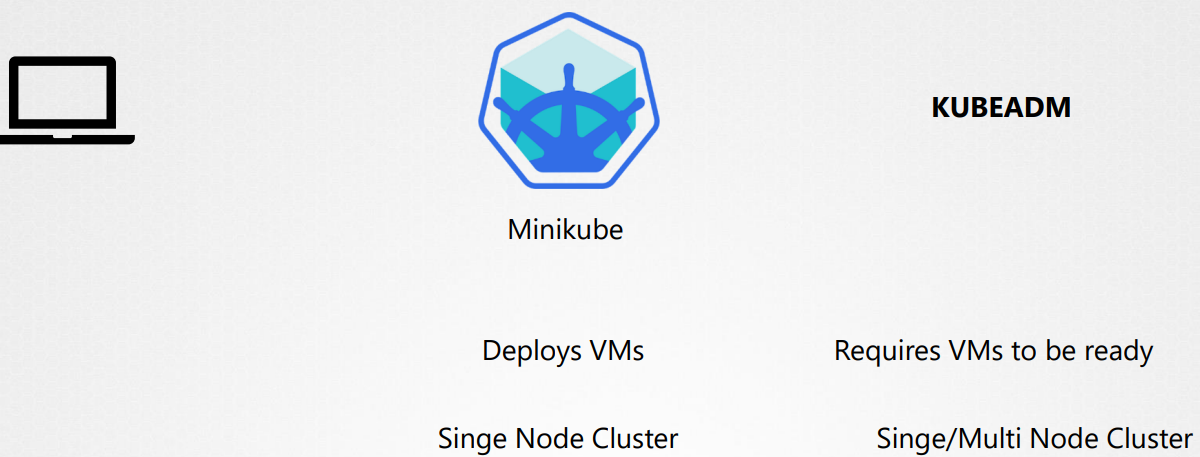 KUBEADM
Minikube
Deploys VMs
Requires VMs to be ready
Singe Node Cluster
Singe/Multi Node Cluster